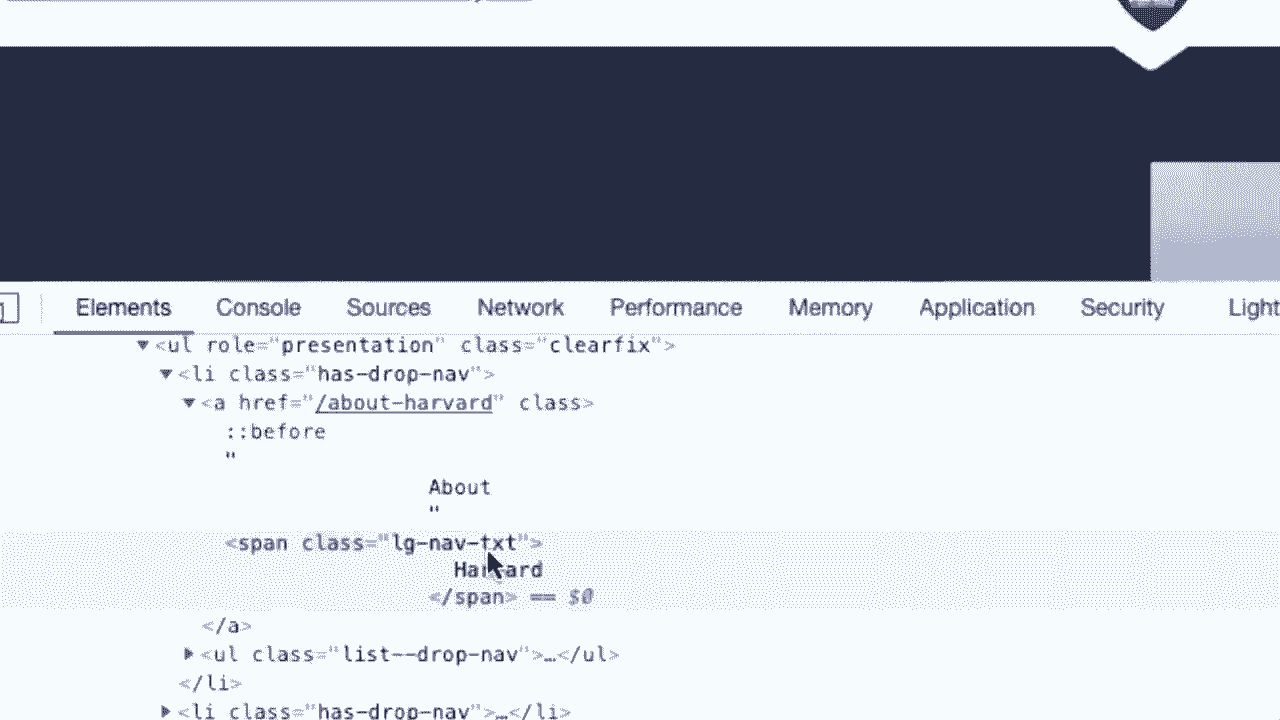 Elements Console Sources Network Performance Memory Application Security Light
▼<ul role="presentation" class="clearfix">
▼<li class="has-drop-nav">
▼<a href="/about-harvard" class>
::before
"
About
"
<span class="lg-nav-txt">
Harvard
</span> == $0
</a>
▶<ul class="list--drop-nav">…</ul>
</li>
▶<li class="has-drop-nav">…</li>